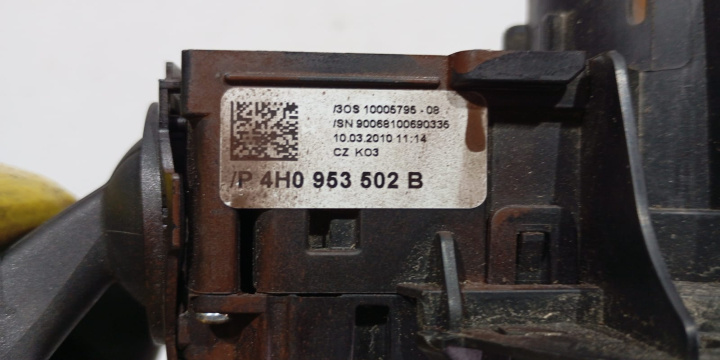 /3OS 10005795 - 08
/SN 90068100690336
10.03.2010 11:14
CZ K03
/P 4H0 953 502 B